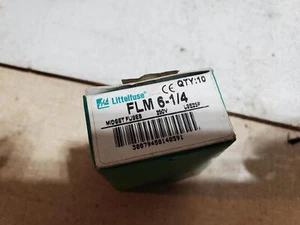 Littelfuse® CE QTY:10
FLM 6-1/4
MIDGET FUSES 250V